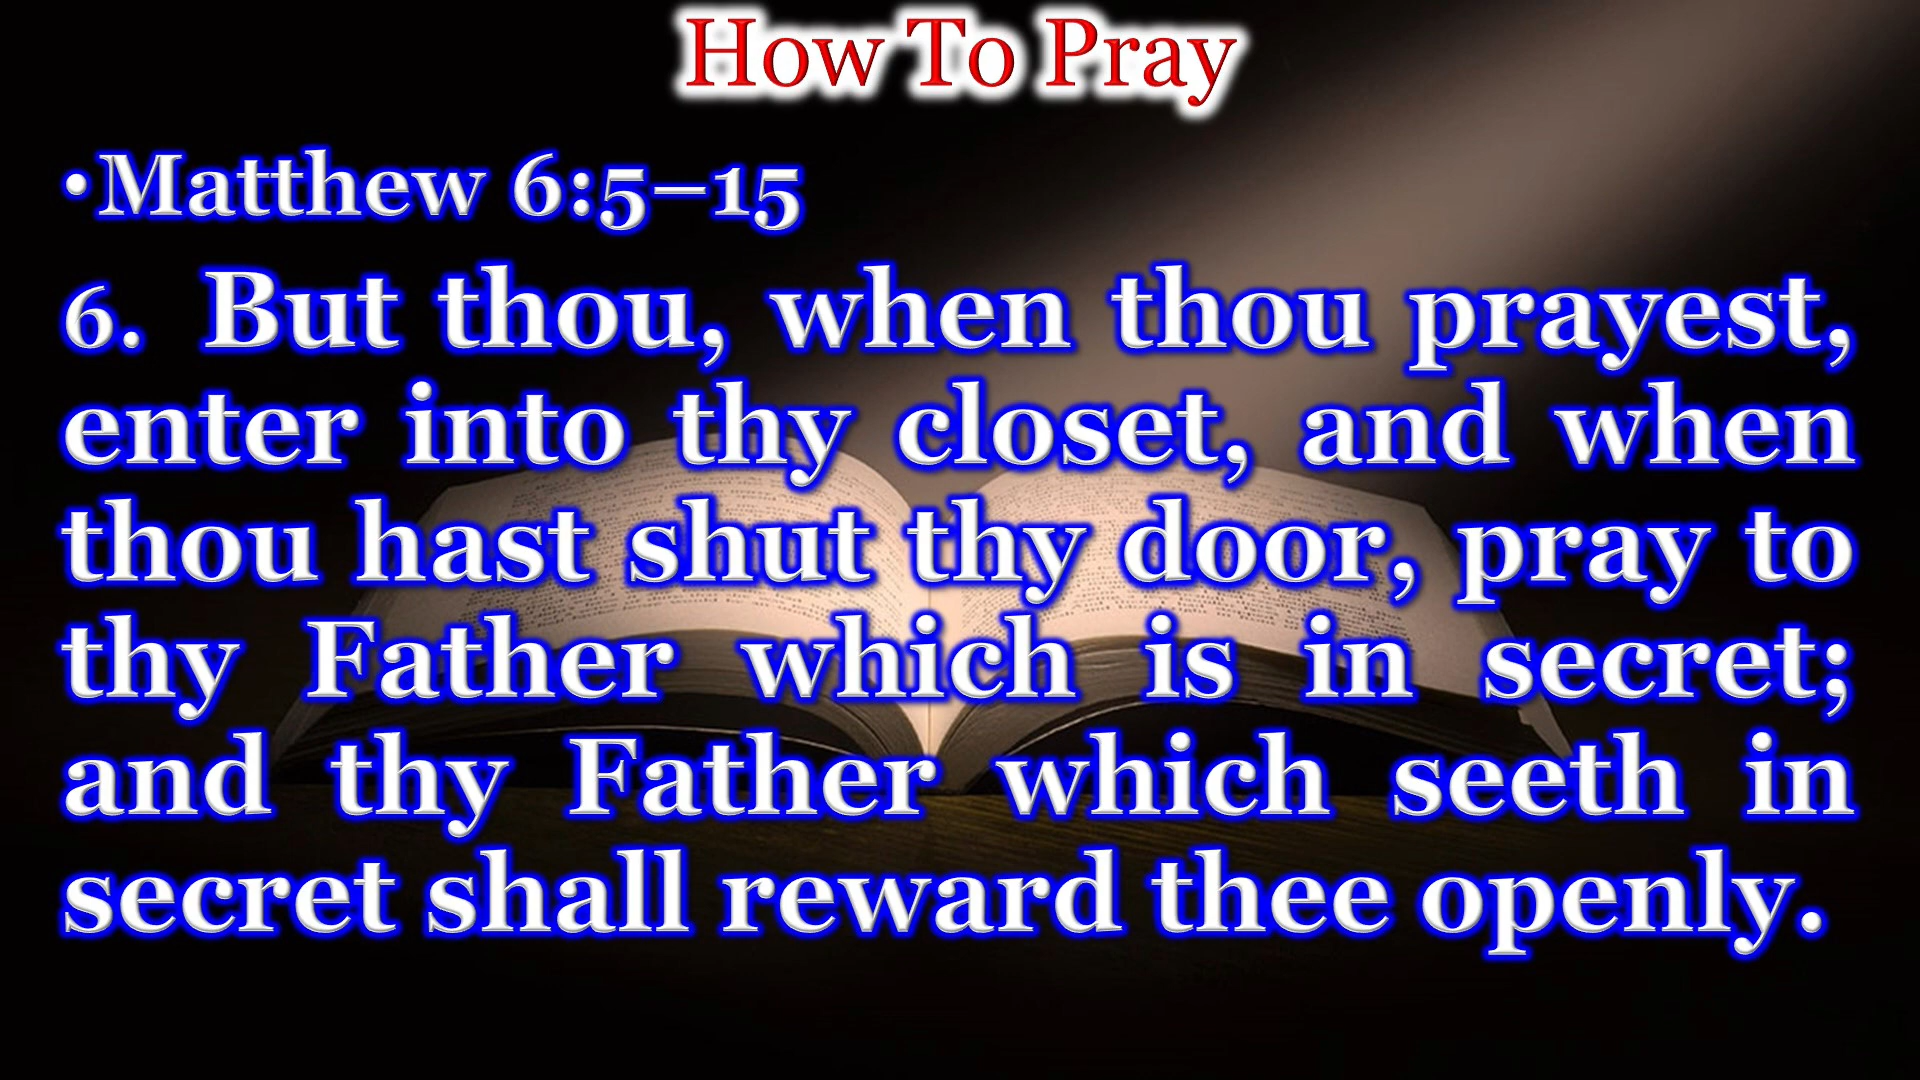 How To Pray
•Matthew 6:5–15
6. But thou, when thou prayest,
enter into thy closet, and when
thou hast shut thy door, pray to
thy Father which is in secret;
and thy Father which seeth in
secret shall reward thee openly.